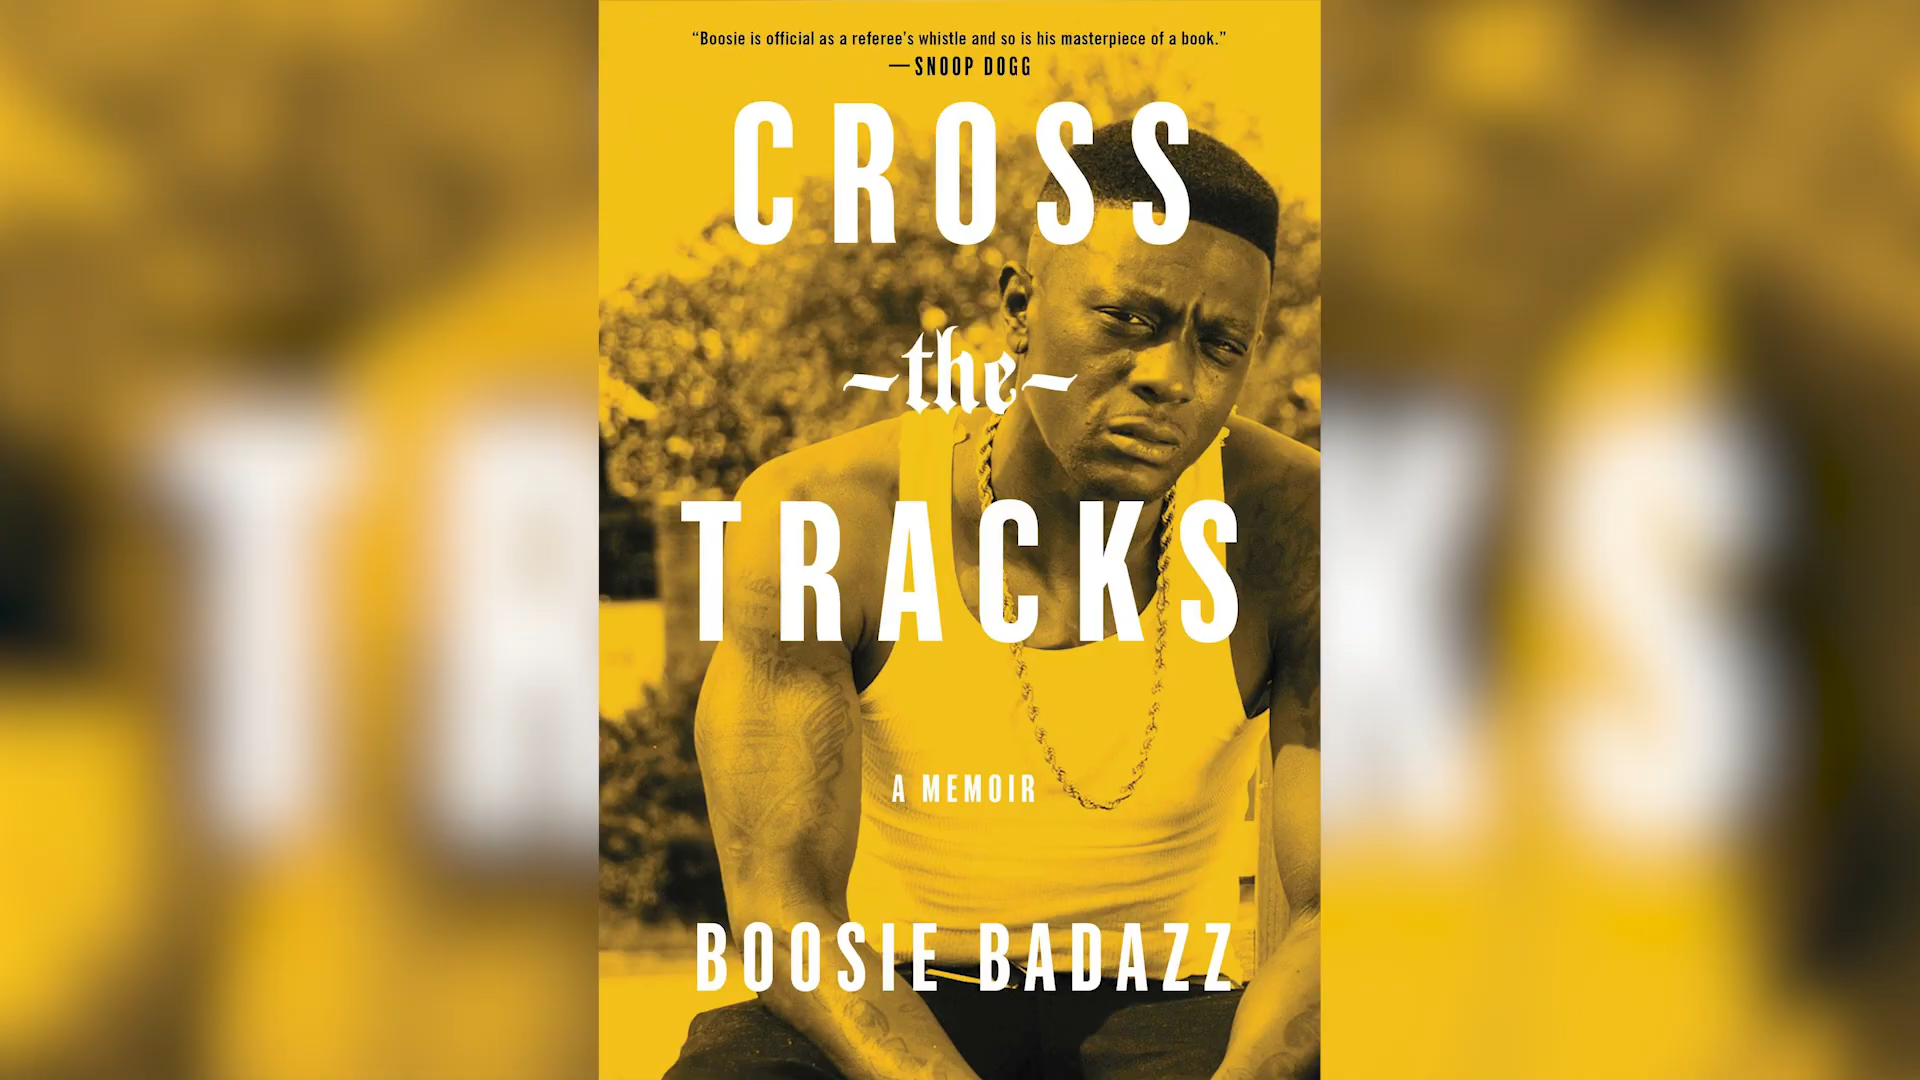 “Boosie is official as a referee’s whistle and so is his masterpiece of a book.”
—SNOOP DOGG
CROSS
~the~
TRACKS
A MEMOIR
BOOSIE BADAZZ